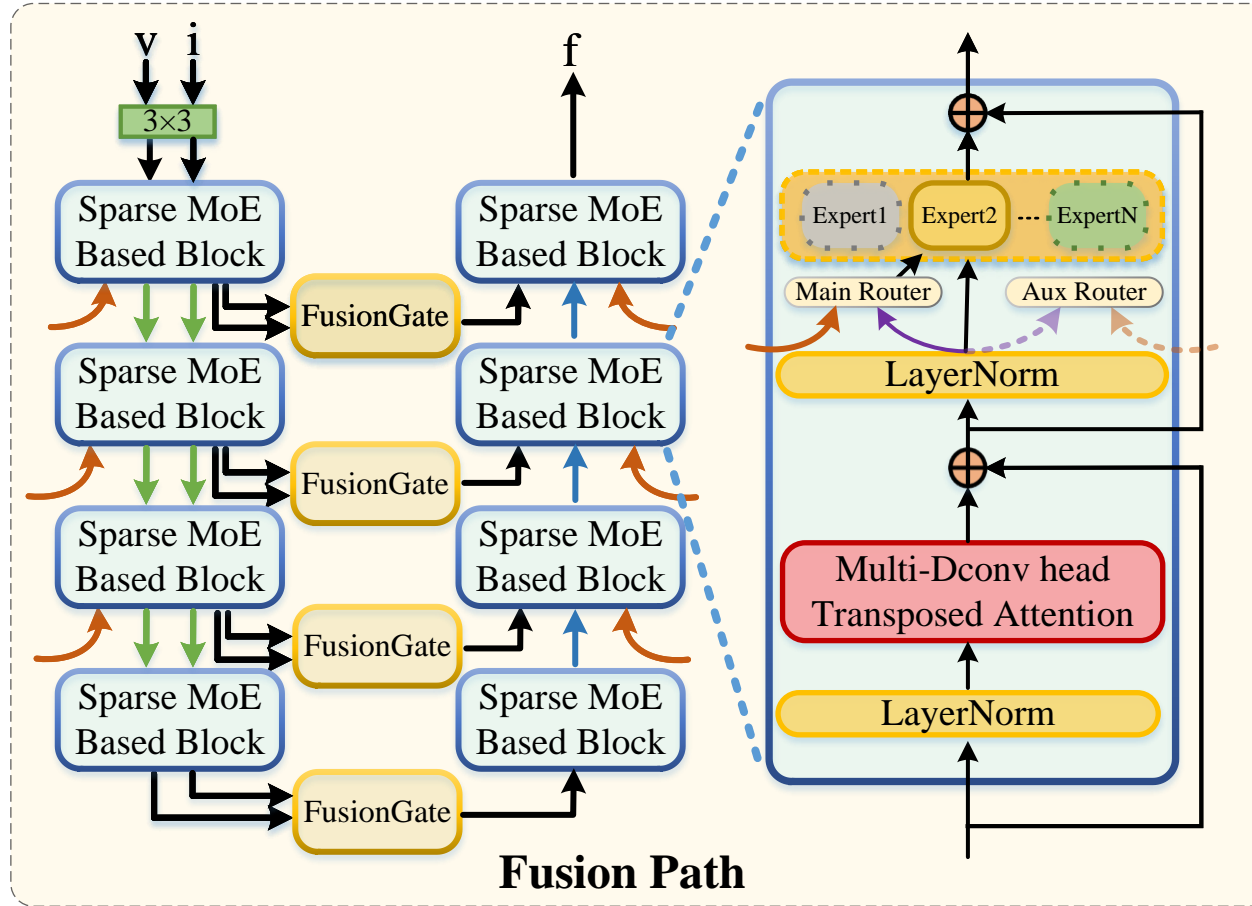 v i
f
3×3
Sparse MoE
Based Block
FusionGate
Sparse MoE
Based Block
Sparse MoE
Based Block
FusionGate
Sparse MoE
Based Block
Sparse MoE
Based Block
FusionGate
Sparse MoE
Based Block
Sparse MoE
Based Block
FusionGate
Sparse MoE
Based Block
Expert1
Expert2
ExpertN
Main Router
Aux Router
LayerNorm
Multi-Dconv head
Transposed Attention
LayerNorm
Fusion Path